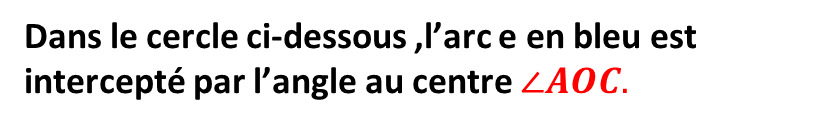 Dans le cercle ci-dessous ,l’arc e en bleu est
intercepté par l’angle au centre ∠AOC.